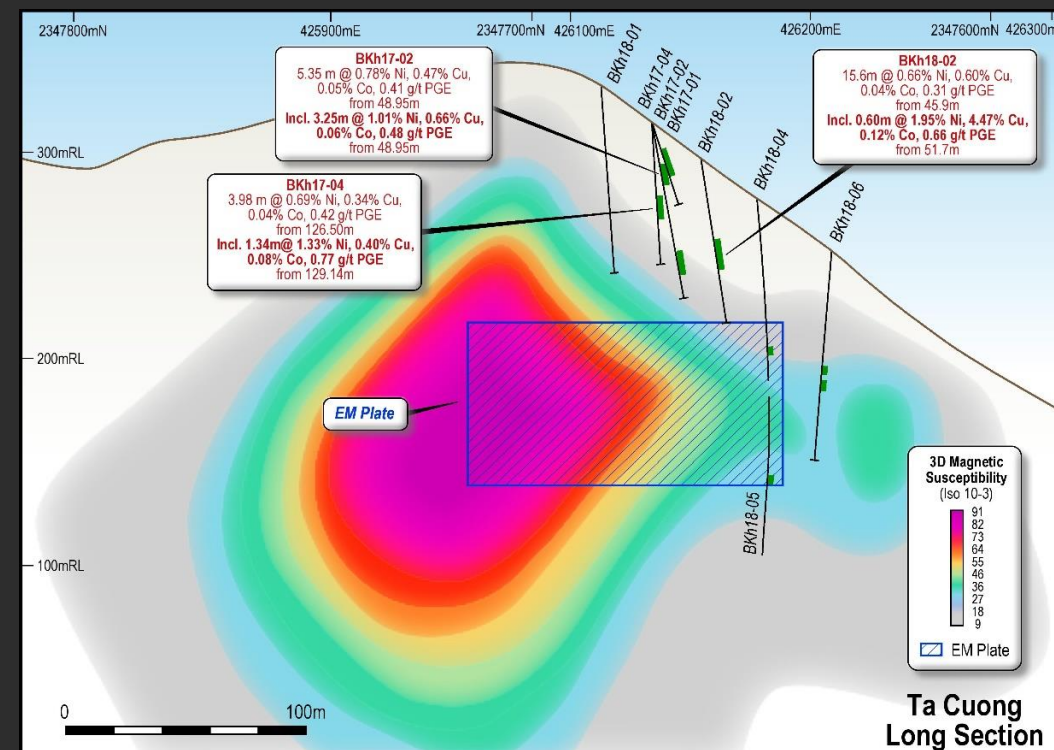 2347800mN
425900mE
2347700mN
426100mE
426200mE
2347600mN
426300m
BKh17-02
5.35 m @ 0.78% Ni, 0.47% Cu,
0.05% Co, 0.41 g/t PGE
from 48.95m
Incl. 3.25m @ 1.01% Ni, 0.66% Cu,
0.06% Co, 0.48 g/t PGE
from 48.95m
BKh18-01
BKh17-04
BKh17-02
BKh17-01
BKh18-02
BKh18-04
BKh18-06
BKh18-02
15.6m @ 0.66% Ni, 0.60% Cu,
0.04% Co, 0.31 g/t PGE
from 45.9m
Incl. 0.60m @ 1.95% Ni, 4.47% Cu,
0.12% Co, 0.66 g/t PGE
from 51.7m
300mRL
BKh17-04
3.98 m @ 0.69% Ni, 0.34% Cu,
0.04% Co, 0.42 g/t PGE
from 126.50m
Incl. 1.34m@ 1.33% Ni, 0.40% Cu,
0.08% Co, 0.77 g/t PGE
from 129.14m
200mRL
EM Plate
BKh18-05
100mRL
3D Magnetic
Susceptibility
(Iso 10-3)
91
82
73
64
55
46
36
27
18
9
EM Plate
0
100m
Ta Cuong
Long Section